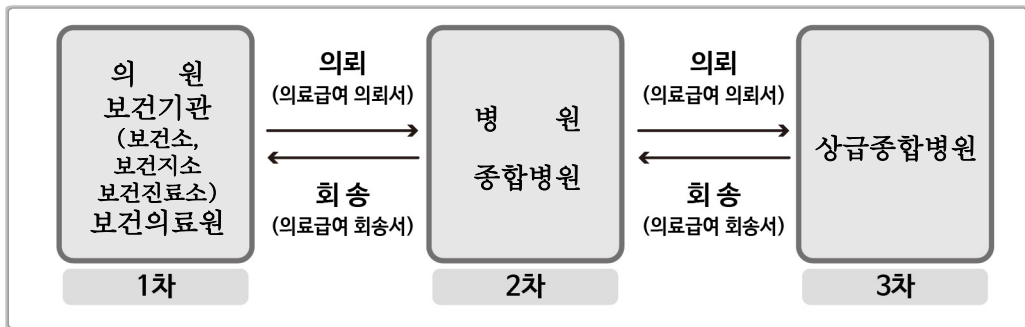 의 원
보건기관
(보건소,
보건지소
보건진료소)
보건의료원
1차
의뢰
(의료급여 의뢰서)
회 송
(의료급여 회송서)
병 원
종합병원
2차
의뢰
(의료급여 의뢰서)
회 송
(의료급여 회송서)
상급종합병원
3차